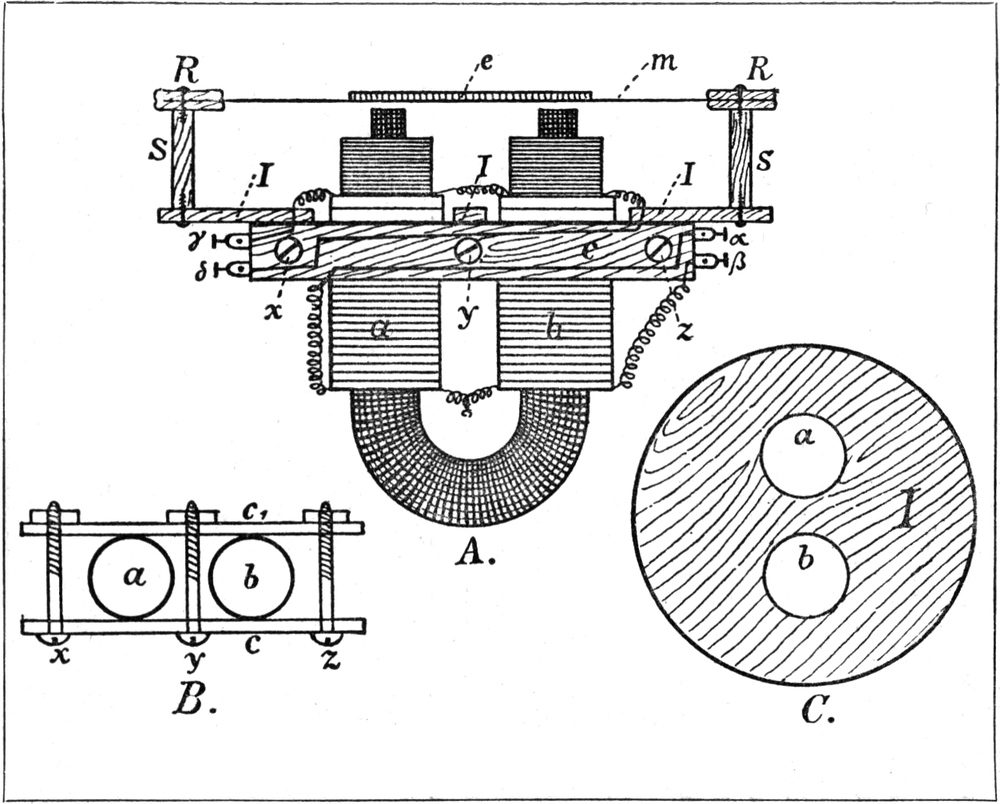 R e m R
S I I I S
γ c α
δ β
x y z
a b
A.
c₁
a b
x y c z
B.
a
I
b
C.